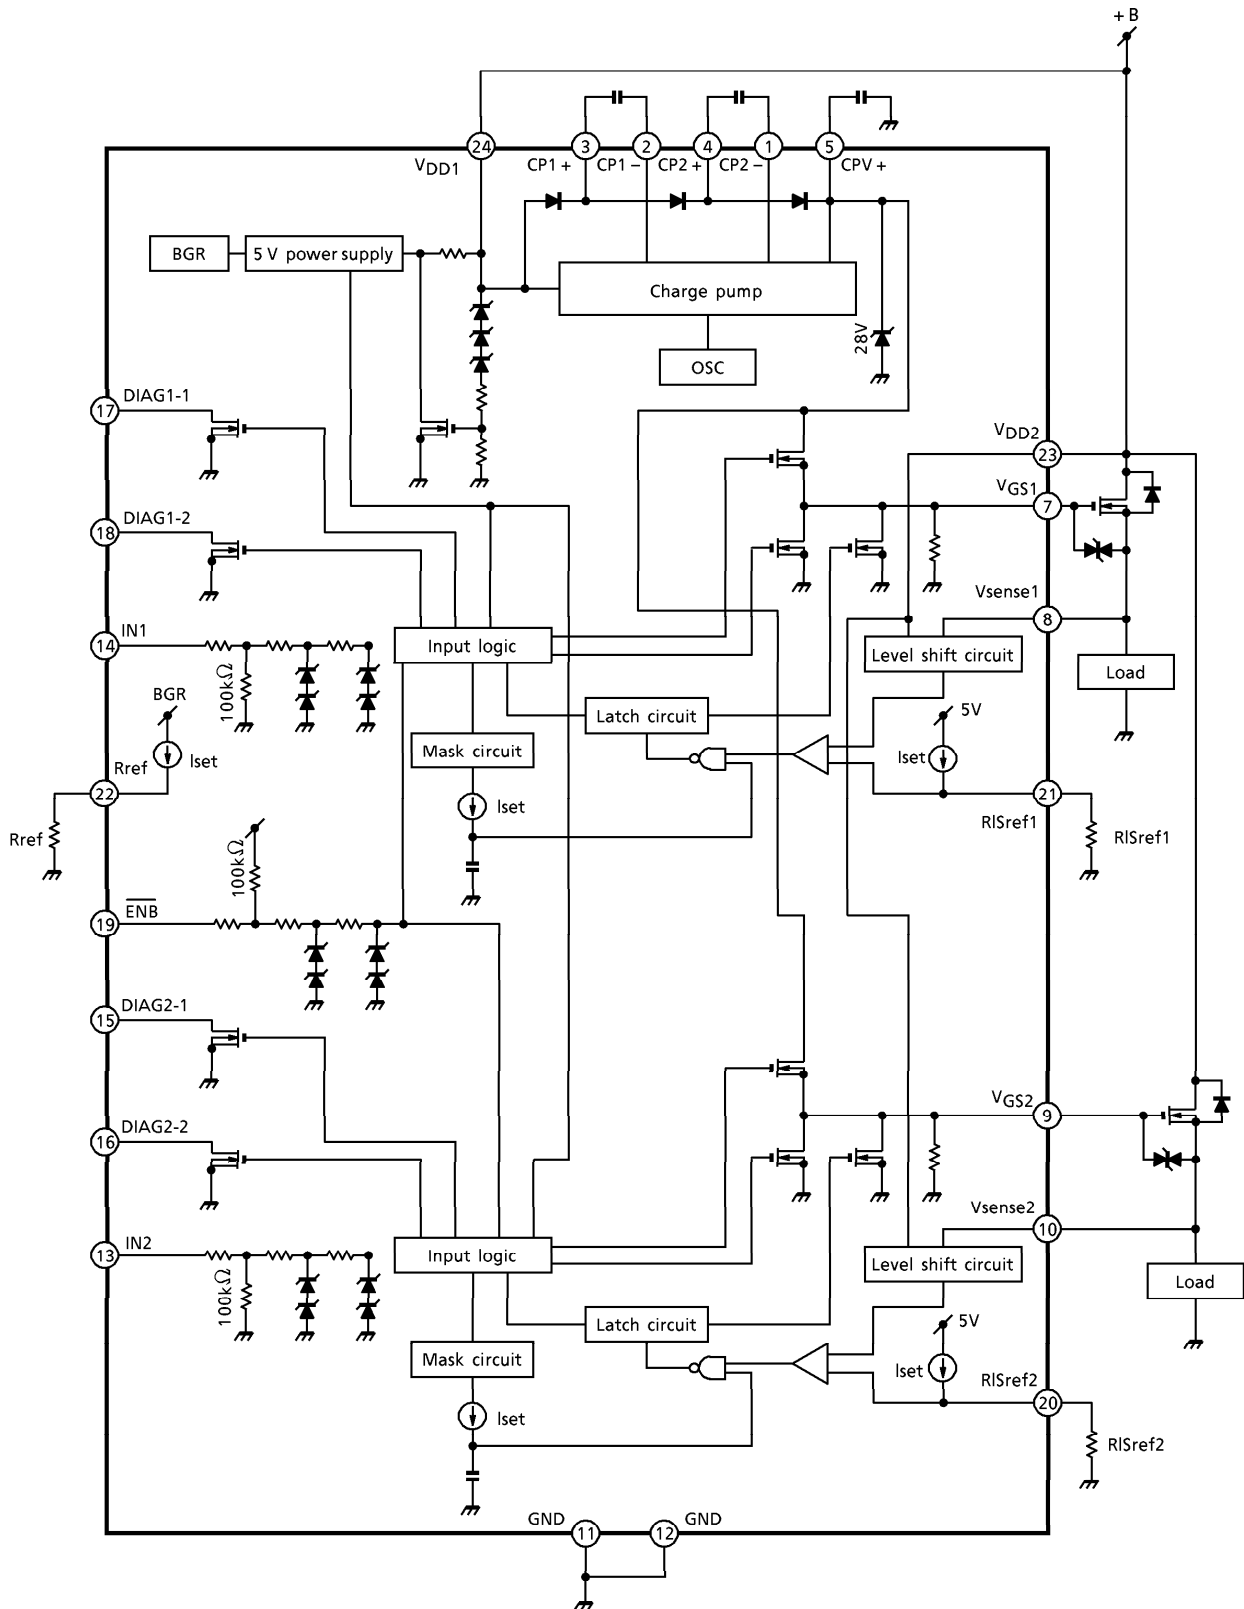 + B
24
3
2
4
1
5
VDD1
CP1 +
CP1 −
CP2 +
CP2 −
CPV +
BGR
5 V power supply
Charge pump
28V
OSC
DIAG1-1
17
VDD2
23
VGS1
7
DIAG1-2
18
Vsense1
8
IN1
14
Input logic
Level shift circuit
Load
100kΩ
BGR
Latch circuit
5V
Mask circuit
Iset
Iset
Rref
22
Iset
21
RISref1
RISref1
Rref
100kΩ
ENB
19
DIAG2-1
15
VGS2
9
DIAG2-2
16
Vsense2
10
IN2
13
Input logic
Level shift circuit
Load
100kΩ
Latch circuit
5V
Mask circuit
Iset
RISref2
20
Iset
RISref2
GND
11
12
GND